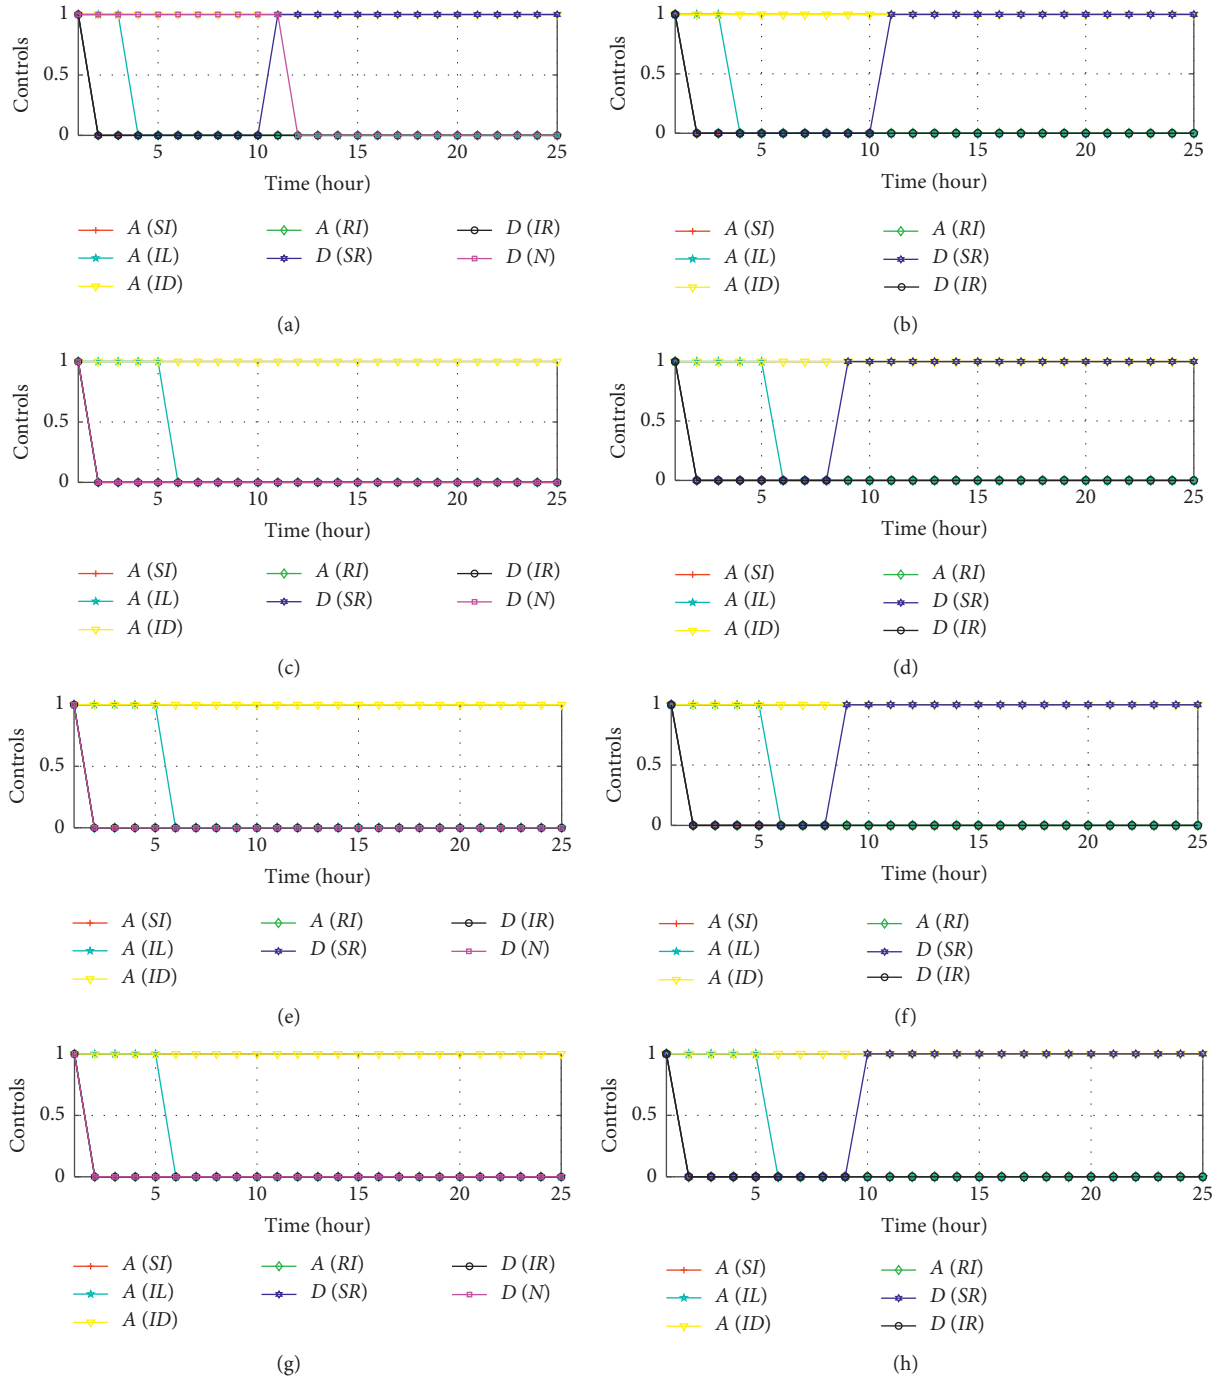 Controls
1
0.5
0
5 10 15 20 25
Time (hour)
A (SI) A (RI) D (IR)
A (IL) D (SR) D (N)
A (ID)
(a)
Controls
1
0.5
0
5 10 15 20 25
Time (hour)
A (SI) A (RI)
A (IL) D (SR)
A (ID) D (IR)
(b)
Controls
1
0.5
0
5 10 15 20 25
Time (hour)
A (SI) A (RI) D (IR)
A (IL) D (SR) D (N)
A (ID)
(c)
Controls
1
0.5
0
5 10 15 20 25
Time (hour)
A (SI) A (RI)
A (IL) D (SR)
A (ID) D (IR)
(d)
Controls
1
0.5
0
5 10 15 20 25
Time (hour)
A (SI) A (RI) D (IR)
A (IL) D (SR) D (N)
A (ID)
(e)
Controls
1
0.5
0
5 10 15 20 25
Time (hour)
A (SI) A (RI)
A (IL) D (SR)
A (ID) D (IR)
(f)
Controls
1
0.5
0
5 10 15 20 25
Time (hour)
A (SI) A (RI) D (IR)
A (IL) D (SR) D (N)
A (ID)
(g)
Controls
1
0.5
0
5 10 15 20 25
Time (hour)
A (SI) A (RI)
A (IL) D (SR)
A (ID) D (IR)
(h)